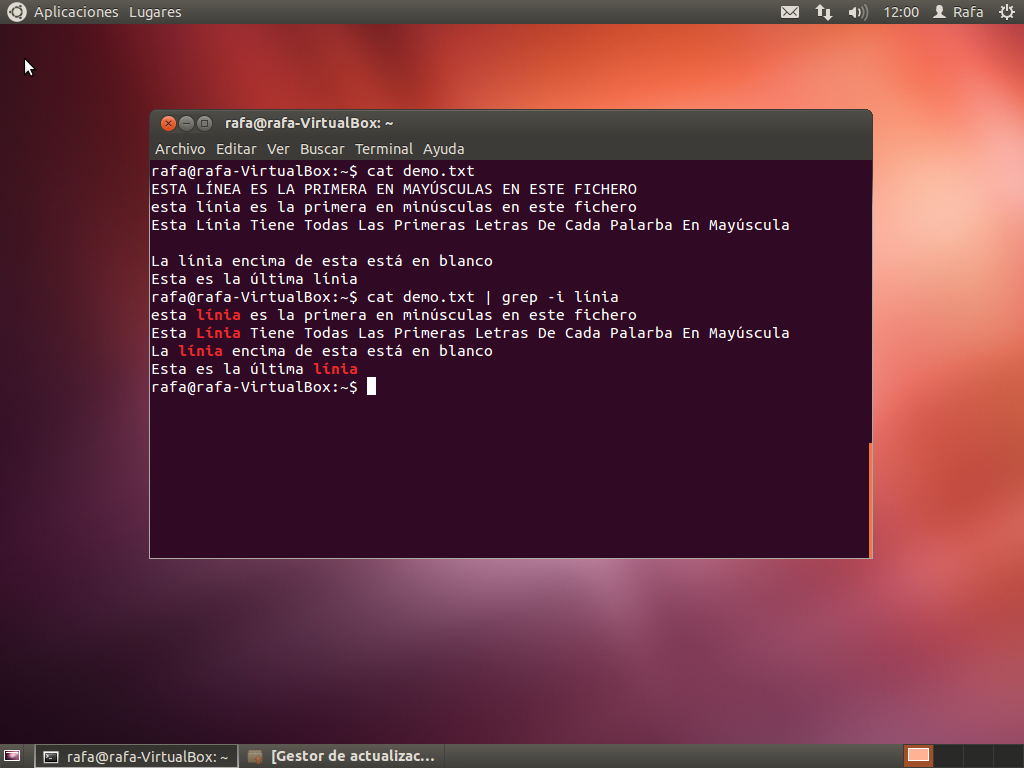 Aplicaciones Lugares 12:00 Rafa
rafa@rafa-VirtualBox: ~
Archivo Editar Ver Buscar Terminal Ayuda
rafa@rafa-VirtualBox:~$ cat demo.txt
ESTA LÍNEA ES LA PRIMERA EN MAYÚSCULAS EN ESTE FICHERO
esta línia es la primera en minúsculas en este fichero
Esta Línia Tiene Todas Las Primeras Letras De Cada Palarba En Mayúscula
La línia encima de esta está en blanco
Esta es la última línia
rafa@rafa-VirtualBox:~$ cat demo.txt | grep -i línia
esta línia es la primera en minúsculas en este fichero
Esta Línia Tiene Todas Las Primeras Letras De Cada Palarba En Mayúscula
La línia encima de esta está en blanco
Esta es la última línia
rafa@rafa-VirtualBox:~$
rafa@rafa-VirtualBox: ~ [Gestor de actualizac...